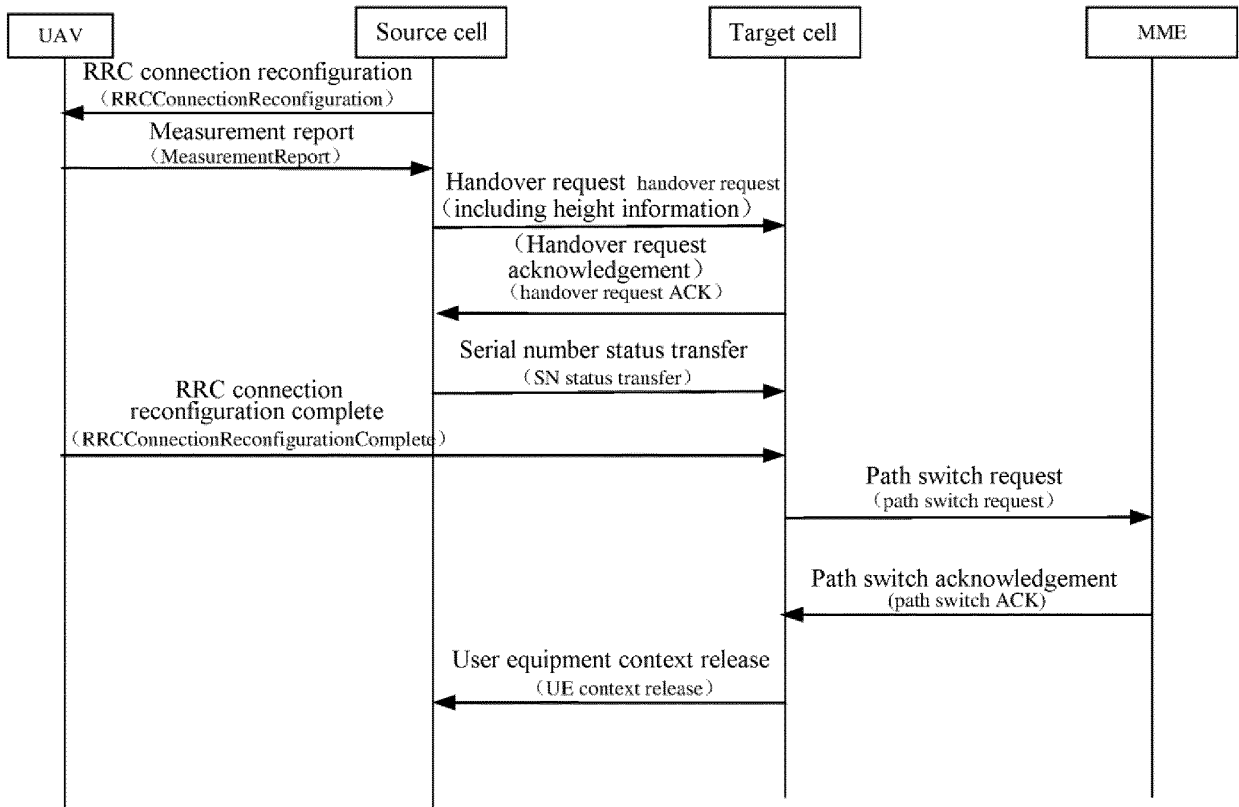 UAV
Source cell
Target cell
MME
RRC connection reconfiguration
(RRCConnectionReconfiguration)
Measurement report
(MeasurementReport)
Handover request handover request
(including height information)
(Handover request
acknowledgement)
(handover request ACK)
Serial number status transfer
(SN status transfer)
RRC connection
reconfiguration complete
(RRCConnectionReconfigurationComplete)
Path switch request
(path switch request)
Path switch acknowledgement
(path switch ACK)
User equipment context release
(UE context release)